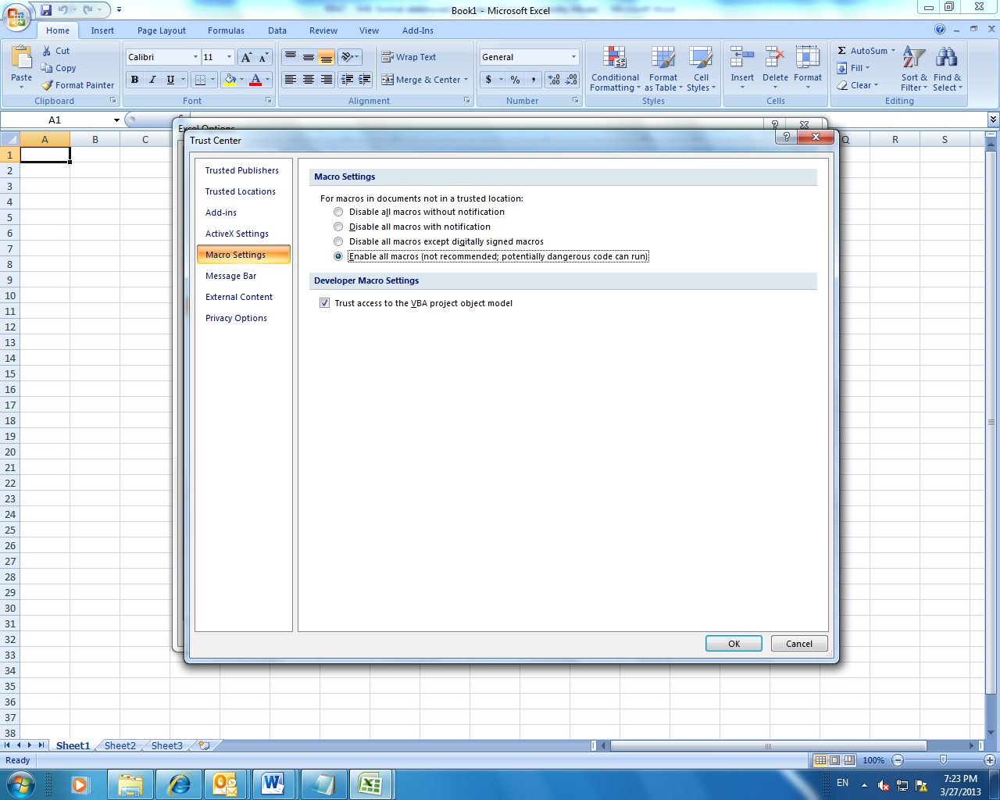 Book1 - Microsoft Excel
Home Insert Page Layout Formulas Data Review View Add-Ins
Paste
Cut
Copy
Format Painter
Clipboard
Calibri 11
B I U
Font
Wrap Text
Merge & Center
Alignment
General
$ % ,
Number
Conditional Formatting
Format as Table
Cell Styles
Styles
Insert Delete Format
Cells
AutoSum
Fill
Clear
Sort & Filter
Find & Select
Editing
A1
Excel Options
Trust Center
A B C Q R S
1
2
3
4
5
6
7
8
9
10
11
12
13
14
15
16
17
18
19
20
21
22
23
24
25
26
27
28
29
30
31
32
33
34
35
36
37
38
Trusted Publishers
Trusted Locations
Add-ins
ActiveX Settings
Macro Settings
Message Bar
External Content
Privacy Options
Macro Settings
For macros in documents not in a trusted location:
Disable all macros without notification
Disable all macros with notification
Disable all macros except digitally signed macros
Enable all macros (not recommended; potentially dangerous code can run)
Developer Macro Settings
Trust access to the VBA project object model
OK Cancel
Sheet1 Sheet2 Sheet3
Ready 100%
EN 7:23 PM
3/27/2013